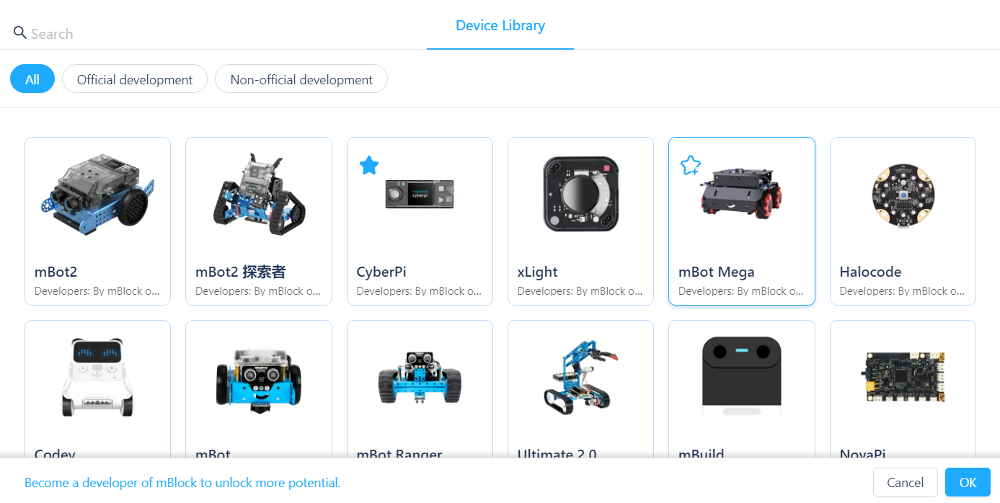 Device Library
Search
All
Official development
Non-official development
mBot2
Developers: By mBlock o...
mBot2 探索者
Developers: By mBlock o...
makeblock
cyberpi
CyberPi
Developers: By mBlock o...
xLight
Developers: By mBlock o...
mBot Mega
Developers: By mBlock o...
Halocode
Developers: By mBlock o...
Codey
mBot
mBot Ranger
Ultimate 2.0
mBuild
NovaPi
Become a developer of mBlock to unlock more potential.
Cancel
OK